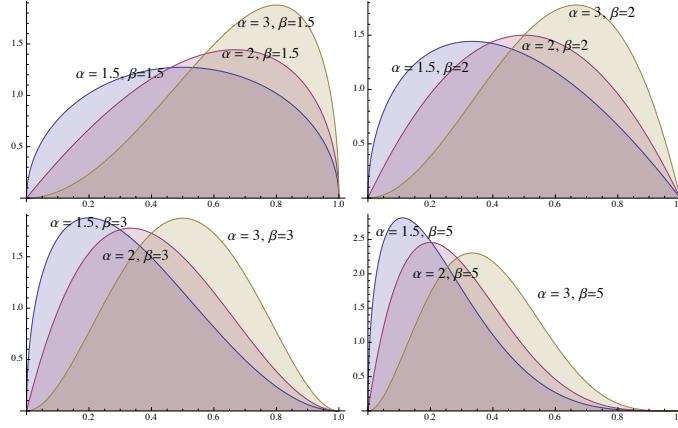 α = 3, β=1.5
α = 2, β=1.5
α = 1.5, β=1.5
1.5
1.0
0.5
0.2 0.4 0.6 0.8 1.0
α = 3, β=2
α = 2, β=2
α = 1.5, β=2
1.5
1.0
0.5
0.2 0.4 0.6 0.8 1.0
α = 1.5, β=3
α = 3, β=3
α = 2, β=3
1.5
1.0
0.5
0.2 0.4 0.6 0.8 1.0
α = 1.5, β=5
α = 2, β=5
α = 3, β=5
2.5
2.0
1.5
1.0
0.5
0.2 0.4 0.6 0.8 1.0